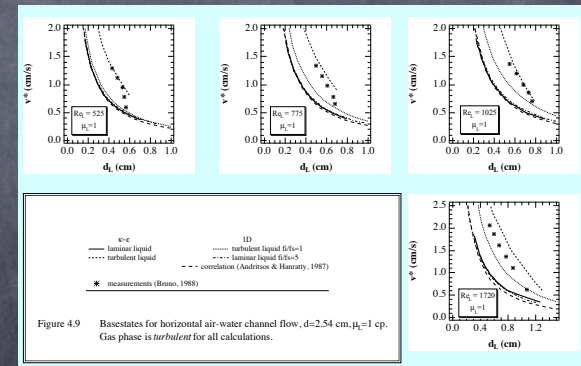 2.0
1.5
1.0
0.5
0.0
v* (cm/s)
Re_L = 525
μ_L=1
0.0 0.2 0.4 0.6 0.8 1.0
d_L (cm)
2.0
1.5
1.0
0.5
0.0
v* (cm/s)
Re_L = 775
μ_L=1
0.0 0.2 0.4 0.6 0.8 1.0
d_L (cm)
2.0
1.5
1.0
0.5
0.0
v* (cm/s)
Re_L = 1025
μ_L=1
0.0 0.2 0.4 0.6 0.8 1.0
d_L (cm)
κ–ε
laminar liquid
turbulent liquid
1D
turbulent liquid fi/fs=1
laminar liquid fi/fs=5
correlation (Andritsos & Hanratty, 1987)
measurements (Bruno, 1988)
Figure 4.9 Basestates for horizontal air-water channel flow, d=2.54 cm, μ_L=1 cp.
Gas phase is turbulent for all calculations.
2.5
2.0
1.5
1.0
0.5
0.0
v* (cm/s)
Re_L = 1720
μ_L=1
0.0 0.4 0.8 1.2
d_L (cm)